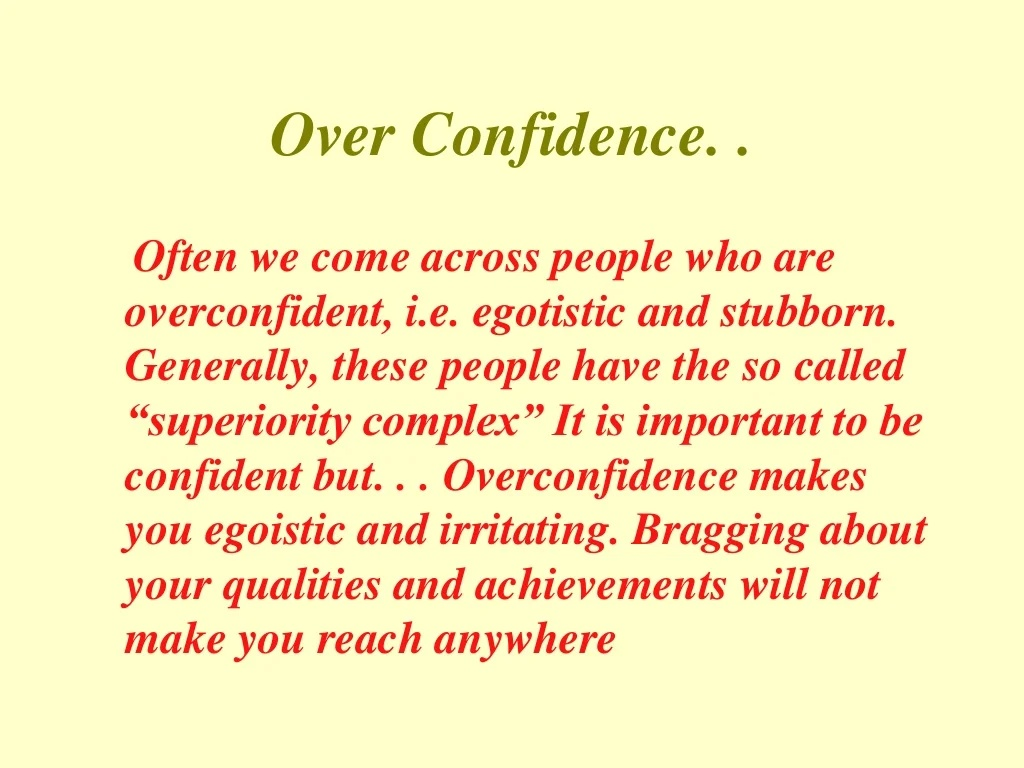 Over Confidence. .
Often we come across people who are
overconfident, i.e. egotistic and stubborn.
Generally, these people have the so called
“superiority complex” It is important to be
confident but. . . Overconfidence makes
you egoistic and irritating. Bragging about
your qualities and achievements will not
make you reach anywhere